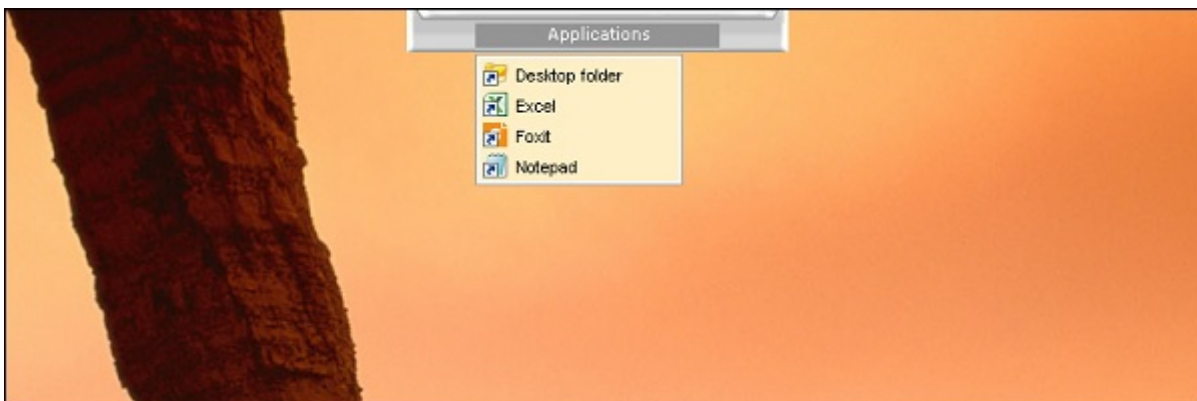 Applications
Desktop folder
Excel
Foxit
Notepad